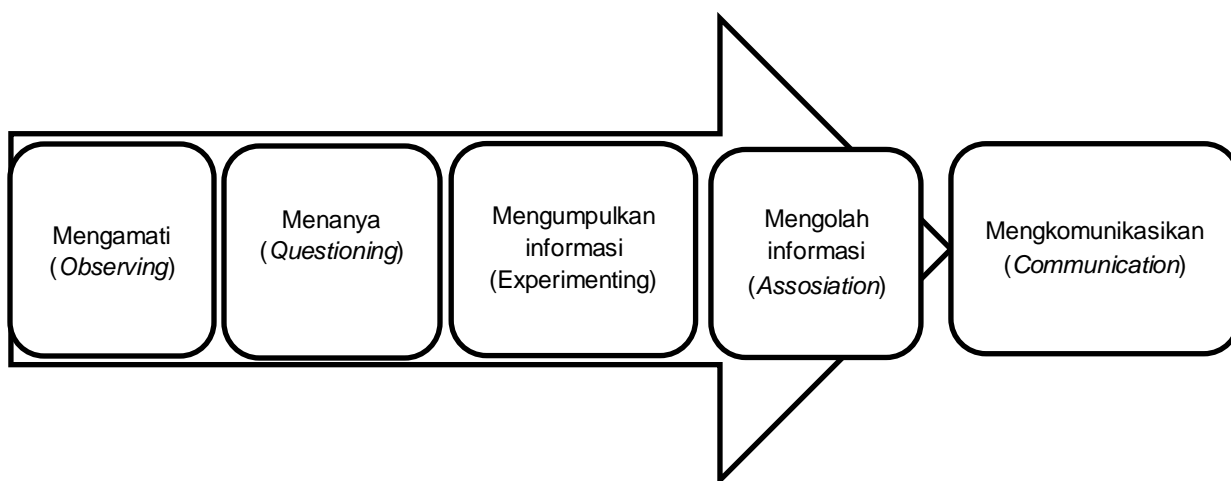 Mengamati
(Observing)
Menanya
(Questioning)
Mengumpulkan
informasi
(Experimenting)
Mengolah
informasi
(Assosiation)
Mengkomunikasikan
(Communication)